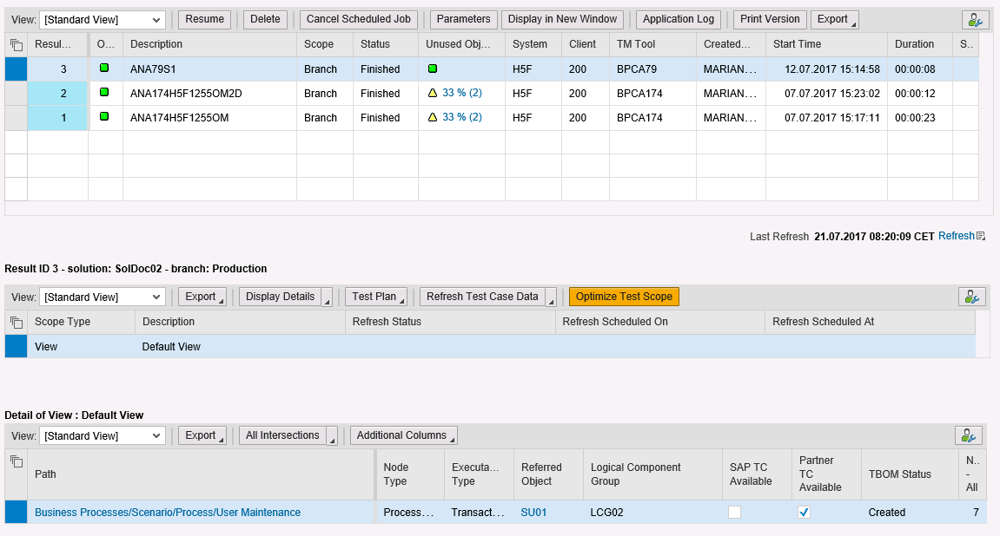 View: [Standard View] Resume Delete Cancel Scheduled Job Parameters Display in New Window Application Log Print Version Export
Resul... O... Description Scope Status Unused Obj... System Client TM Tool Created... Start Time Duration S..
3 ANA79S1 Branch Finished H5F 200 BPCA79 MARIAN... 12.07.2017 15:14:58 00:00:08
2 ANA174H5F1255OM2D Branch Finished 33 % (2) H5F 200 BPCA174 MARIAN... 07.07.2017 15:23:02 00:00:12
1 ANA174H5F1255OM Branch Finished 33 % (2) H5F 200 BPCA174 MARIAN... 07.07.2017 15:17:11 00:00:23
Last Refresh 21.07.2017 08:20:09 CET Refresh
Result ID 3 - solution: SolDoc02 - branch: Production
View: [Standard View] Export Display Details Test Plan Refresh Test Case Data Optimize Test Scope
Scope Type Description Refresh Status Refresh Scheduled On Refresh Scheduled At
View Default View
Detail of View : Default View
View: [Standard View] Export All Intersections Additional Columns
Path Node Type Executa... Type Referred Object Logical Component Group SAP TC Available Partner TC Available TBOM Status N.. - All
Business Processes/Scenario/Process/User Maintenance Process... Transact... SU01 LCG02 Created 7